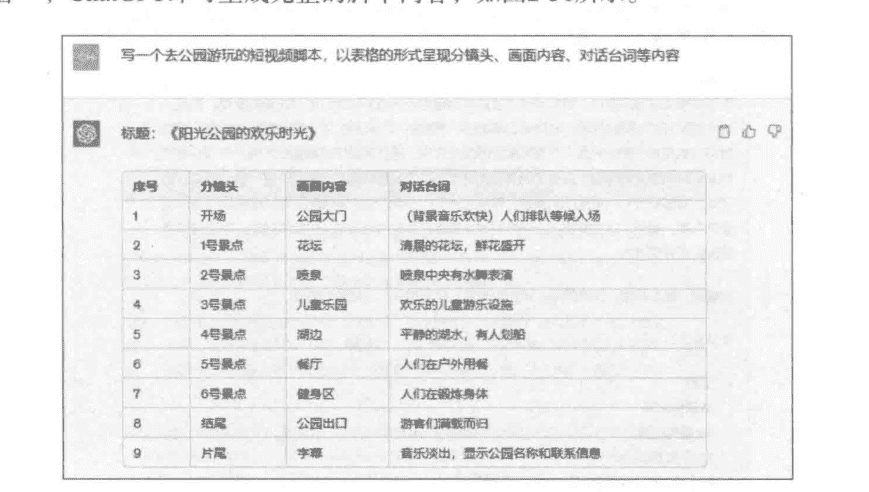 写一个去公园游玩的短视频脚本，以表格的形式呈现分镜头、画面内容、对话台词等内容
标题：《阳光公园的欢乐时光》
序号 分镜头 画面内容 对话台词
1 开场 公园大门 （背景音乐欢快）人们排队等候入场
2 1号景点 花坛 清晨的花坛，鲜花盛开
3 2号景点 喷泉 喷泉中央有水舞表演
4 3号景点 儿童乐园 欢乐的儿童游乐设施
5 4号景点 湖边 平静的湖水，有人划船
6 5号景点 餐厅 人们在户外用餐
7 6号景点 健身区 人们在锻炼身体
8 结尾 公园出口 游客们满载而归
9 片尾 字幕 音乐淡出，显示公园名称和联系信息